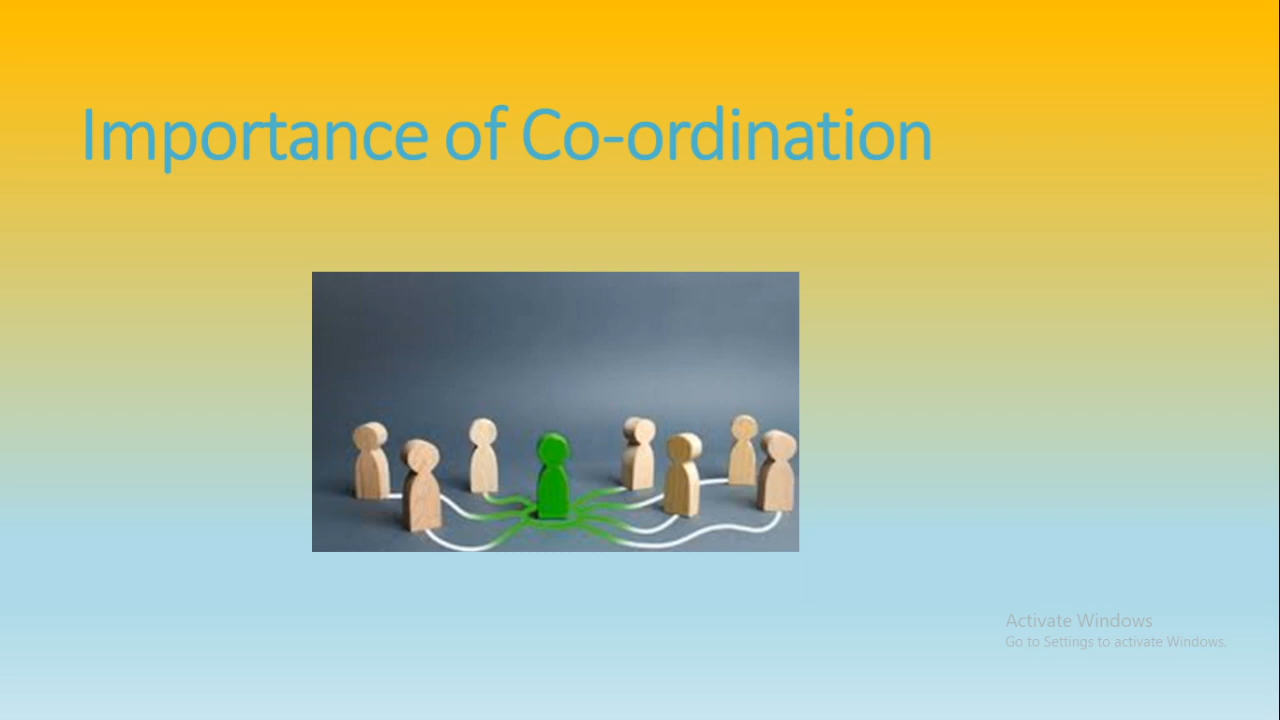 Importance of Co-ordination
Activate Windows
Go to Settings to activate Windows.